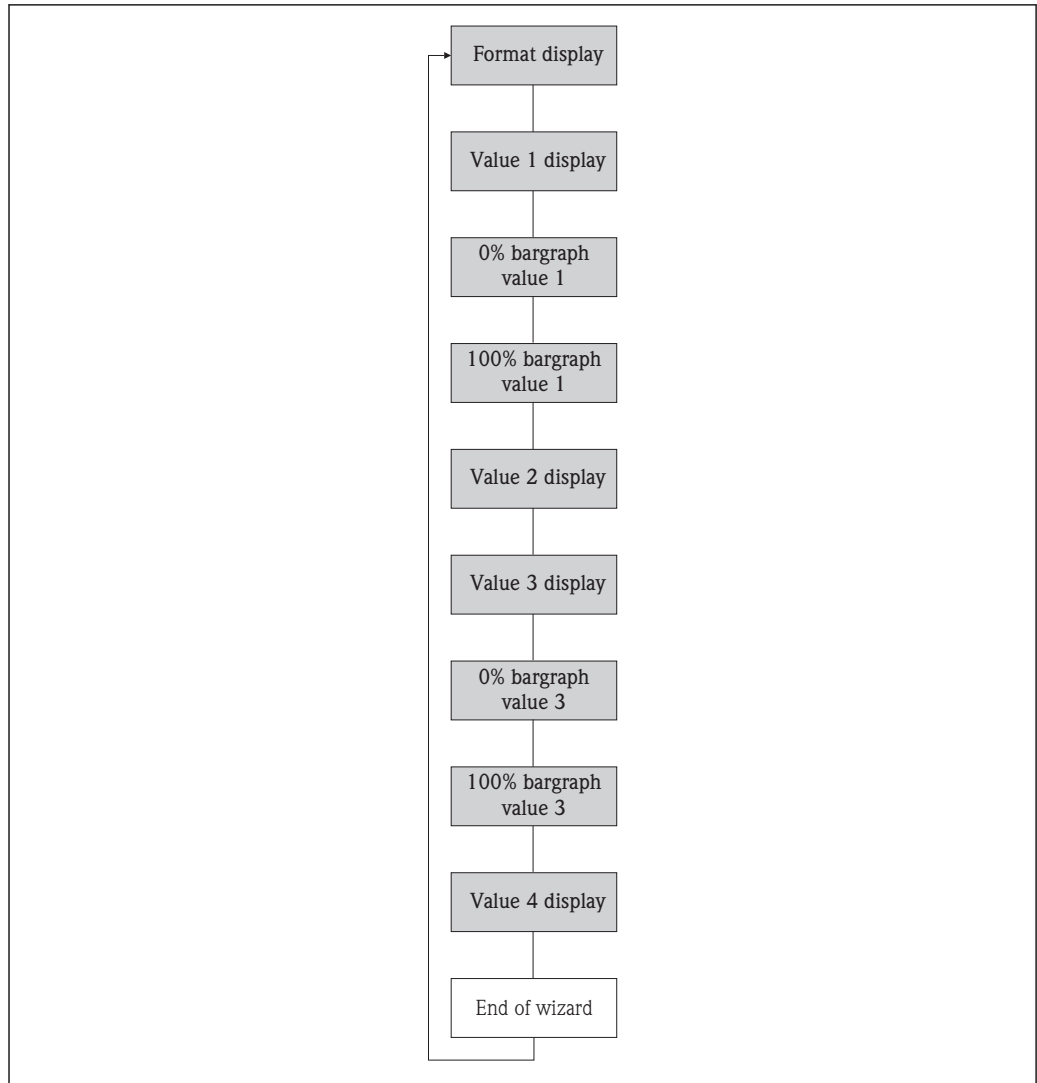 Format display
Value 1 display
0% bargraph
value 1
100% bargraph
value 1
Value 2 display
Value 3 display
0% bargraph
value 3
100% bargraph
value 3
Value 4 display
End of wizard